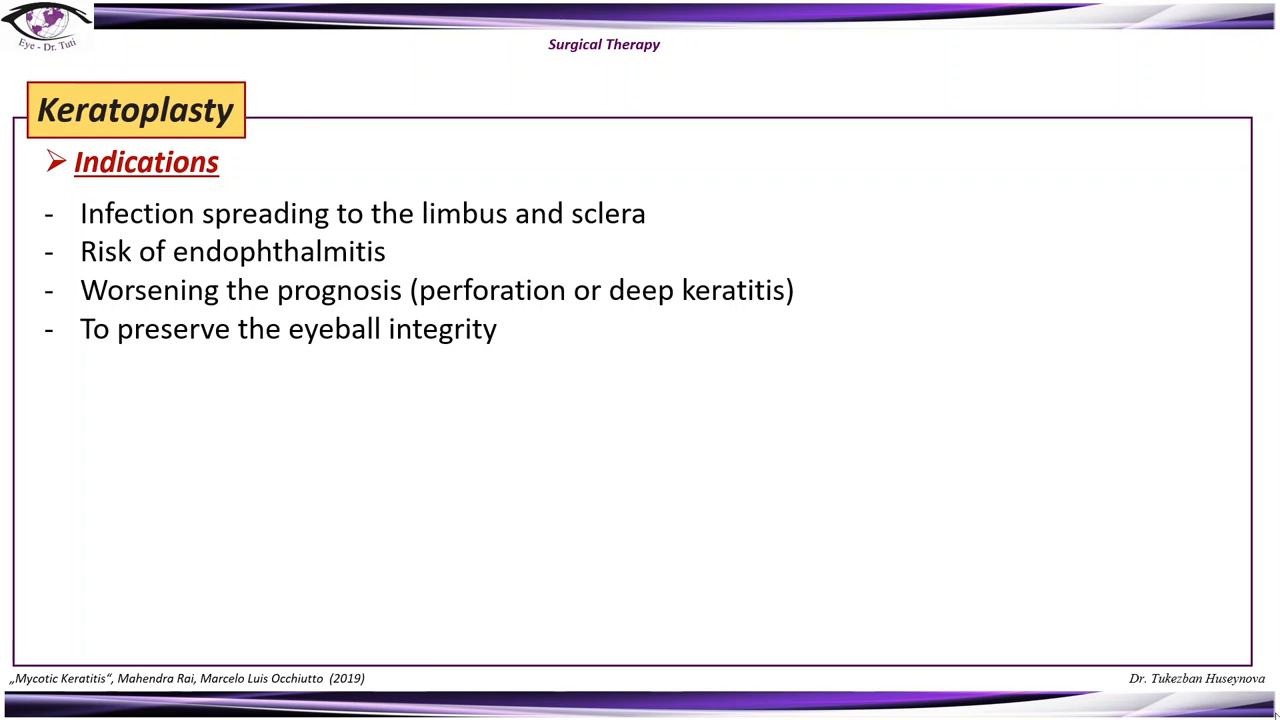 Eye - Dr. Tuti
Surgical Therapy
Keratoplasty
➢ Indications
- Infection spreading to the limbus and sclera
- Risk of endophthalmitis
- Worsening the prognosis (perforation or deep keratitis)
- To preserve the eyeball integrity
„Mycotic Keratitis“, Mahendra Rai, Marcelo Luis Occhiutto (2019)
Dr. Tukezban Huseynova